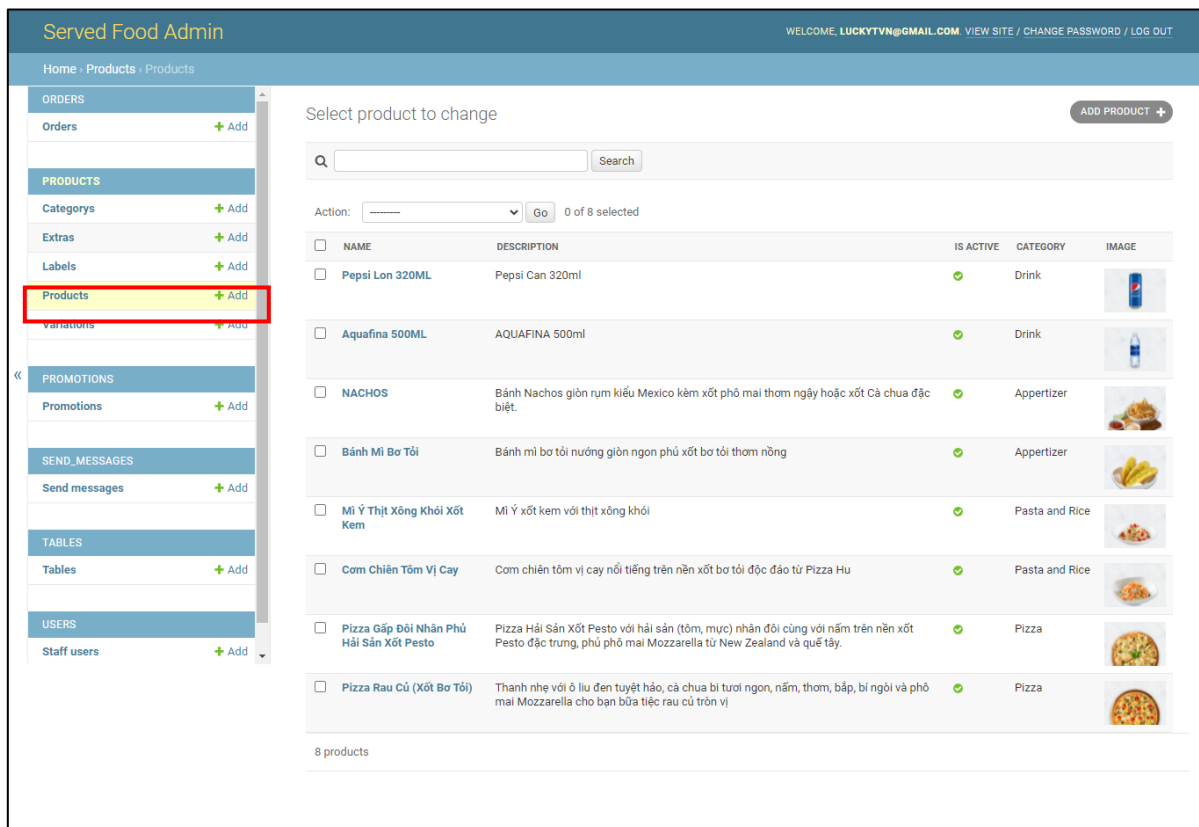 Served Food Admin
WELCOME, LUCKYTVN@GMAIL.COM. VIEW SITE / CHANGE PASSWORD / LOG OUT
Home › Products › Products
ORDERS
Orders + Add
PRODUCTS
Categorys + Add
Extras + Add
Labels + Add
Products + Add
Variations + Add
«
PROMOTIONS
Promotions + Add
SEND_MESSAGES
Send messages + Add
TABLES
Tables + Add
USERS
Staff users + Add
Select product to change
ADD PRODUCT +
Search
Action: --------- Go 0 of 8 selected
NAME DESCRIPTION IS ACTIVE CATEGORY IMAGE
Pepsi Lon 320ML Pepsi Can 320ml Drink
Aquafina 500ML AQUAFINA 500ml Drink
NACHOS Bánh Nachos giòn rụm kiểu Mexico kèm xốt phô mai thơm ngậy hoặc xốt Cà chua đặc Appertizer
biệt.
Bánh Mì Bơ Tỏi Bánh mì bơ tỏi nướng giòn ngon phủ xốt bơ tỏi thơm nồng Appertizer
Mì Ý Thịt Xông Khói Xốt Mì Ý xốt kem với thịt xông khói Pasta and Rice
Kem
Cơm Chiên Tôm Vị Cay Cơm chiên tôm vị cay nổi tiếng trên nền xốt bơ tỏi độc đáo từ Pizza Hu Pasta and Rice
Pizza Gấp Đôi Nhân Phủ Pizza Hải Sản Xốt Pesto với hải sản (tôm, mực) nhân đôi cùng với nấm trên nền xốt Pizza
Hải Sản Xốt Pesto Pesto đặc trưng, phủ phô mai Mozzarella từ New Zealand và quế tây.
Pizza Rau Củ (Xốt Bơ Tỏi) Thanh nhẹ với ô liu đen tuyệt hảo, cà chua bi tươi ngon, nấm, thơm, bắp, bí ngòi và phô Pizza
mai Mozzarella cho bạn bữa tiệc rau củ tròn vị
8 products